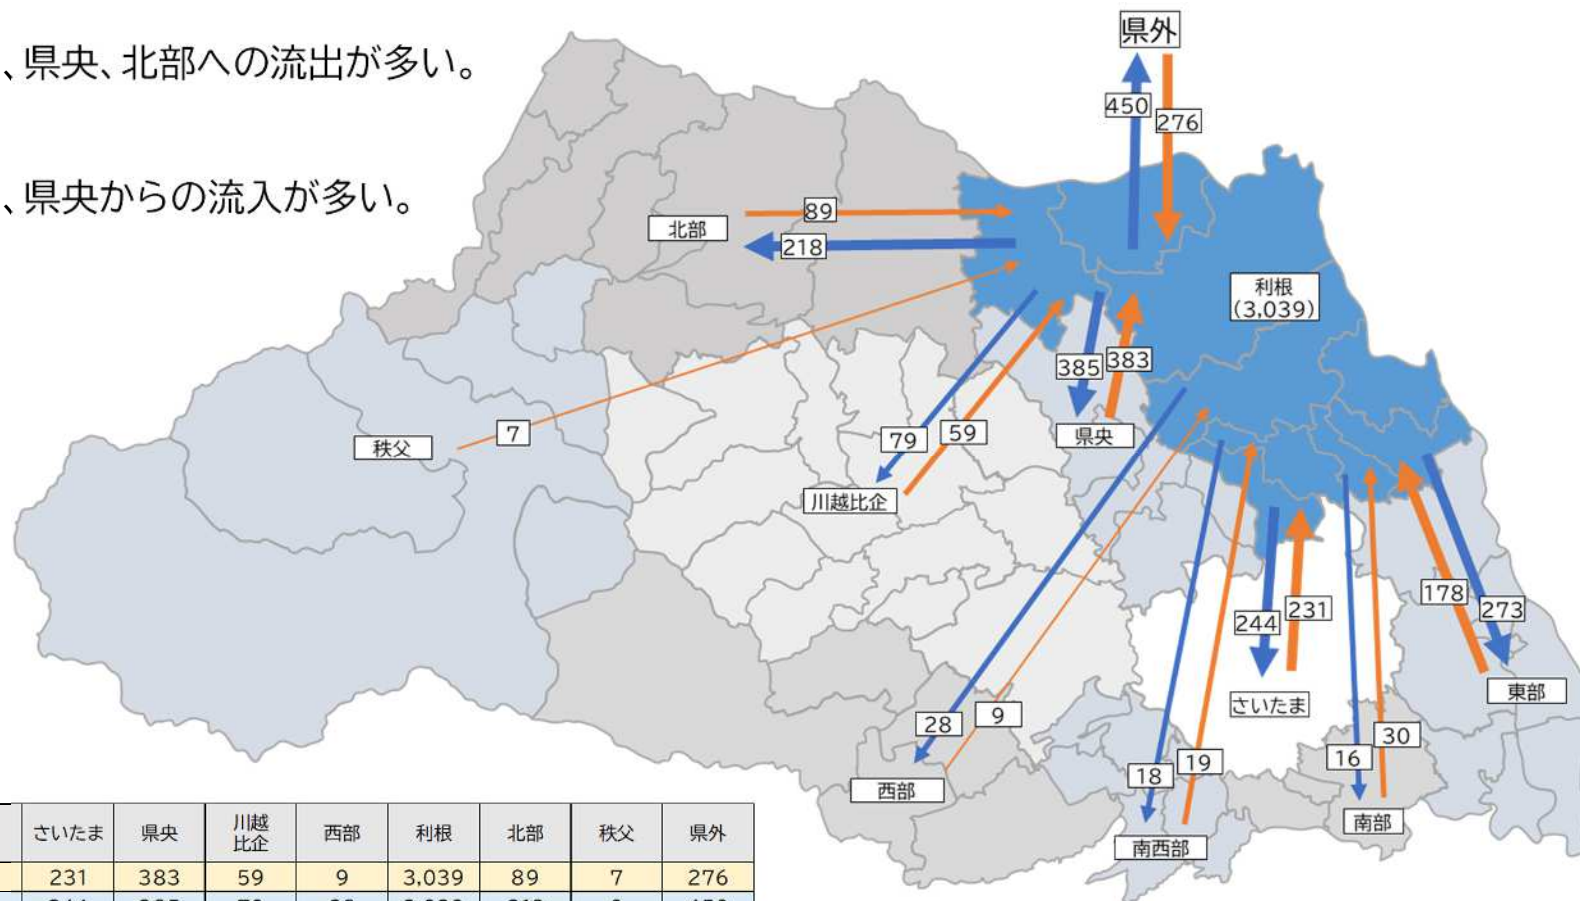 、県央、北部への流出が多い。
、県央からの流入が多い。
県外
450
276
北部
89
218
利根
(3,039)
385
383
県央
秩父
7
79
59
川越比企
178
273
244
231
東部
さいたま
28
9
16
30
18
19
西部
南部
南西部
さいたま 県央 川越比企 西部 利根 北部 秩父 県外
231 383 59 9 3,039 89 7 276